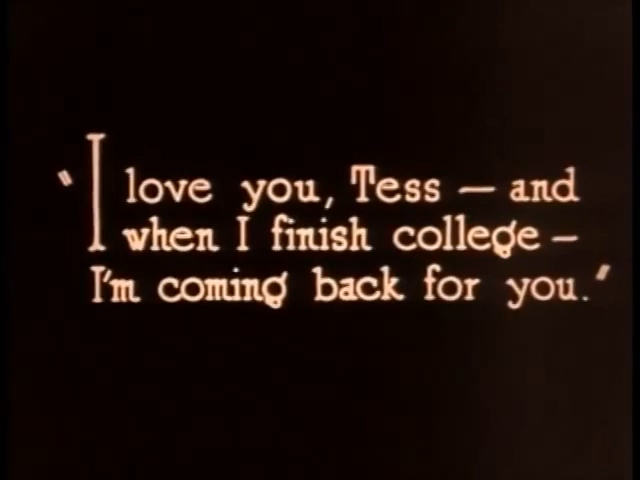 "I love you, Tess — and
when I finish college —
I'm coming back for you."